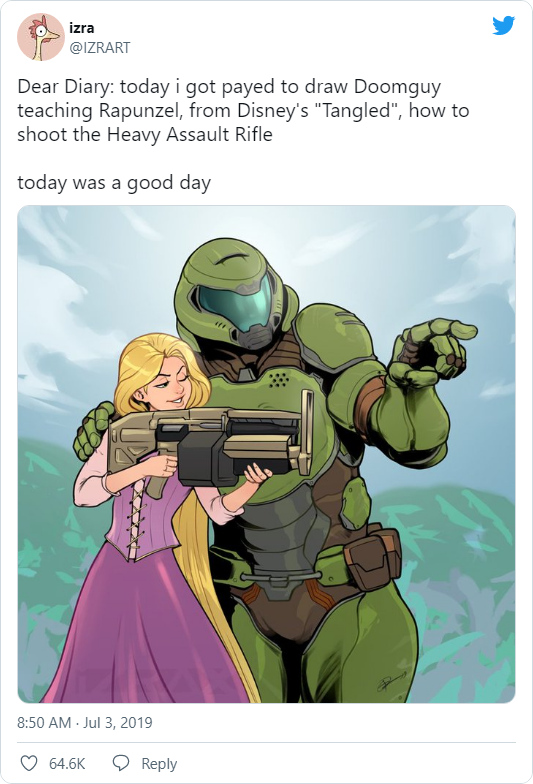 izra
@IZRART
Dear Diary: today i got payed to draw Doomguy
teaching Rapunzel, from Disney's "Tangled", how to
shoot the Heavy Assault Rifle
today was a good day
8:50 AM · Jul 3, 2019
64.6K
Reply